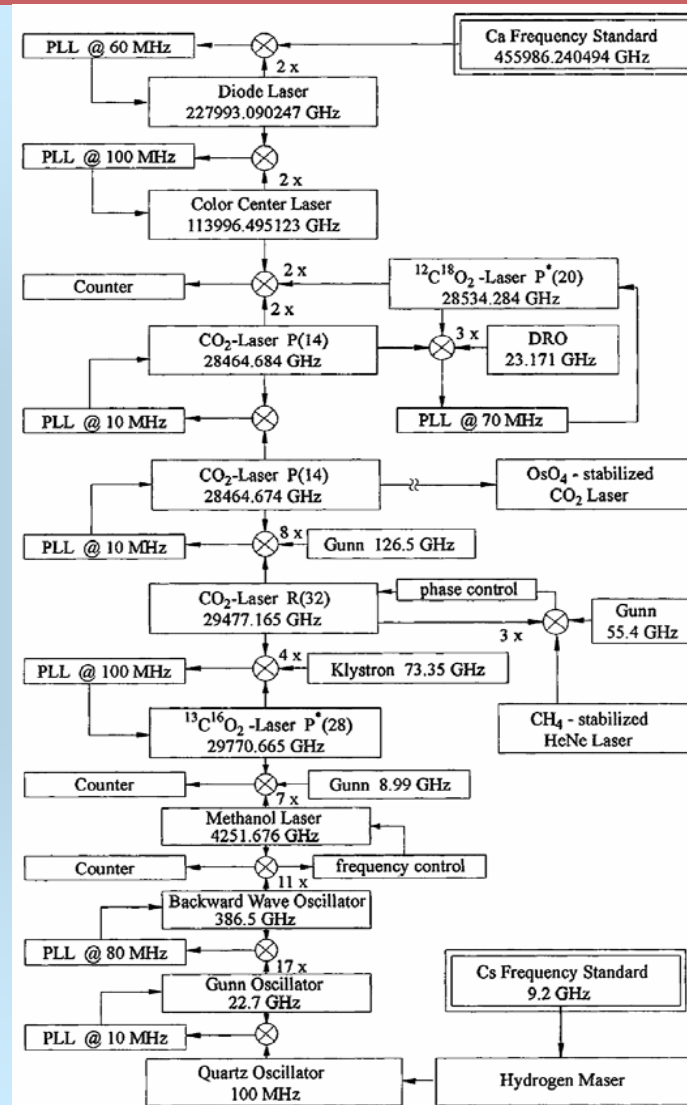 PLL @ 60 MHz
Ca Frequency Standard
455986.240494 GHz
2 x
Diode Laser
227993.090247 GHz
PLL @ 100 MHz
2 x
Color Center Laser
113996.495123 GHz
2 x
Counter
2 x
12C18O2 -Laser P*(20)
28534.284 GHz
CO2-Laser P(14)
28464.684 GHz
3 x
DRO
23.171 GHz
PLL @ 10 MHz
PLL @ 70 MHz
CO2-Laser P(14)
28464.674 GHz
OsO4 - stabilized
CO2 Laser
PLL @ 10 MHz
8 x
Gunn 126.5 GHz
CO2-Laser R(32)
29477.165 GHz
phase control
3 x
Gunn
55.4 GHz
PLL @ 100 MHz
4 x
Klystron 73.35 GHz
CH4 - stabilized
HeNe Laser
13C16O2 -Laser P*(28)
29770.665 GHz
Counter
Gunn 8.99 GHz
7 x
Methanol Laser
4251.676 GHz
Counter
frequency control
11 x
Backward Wave Oscillator
386.5 GHz
PLL @ 80 MHz
17 x
Gunn Oscillator
22.7 GHz
Cs Frequency Standard
9.2 GHz
PLL @ 10 MHz
Quartz Oscillator
100 MHz
Hydrogen Maser